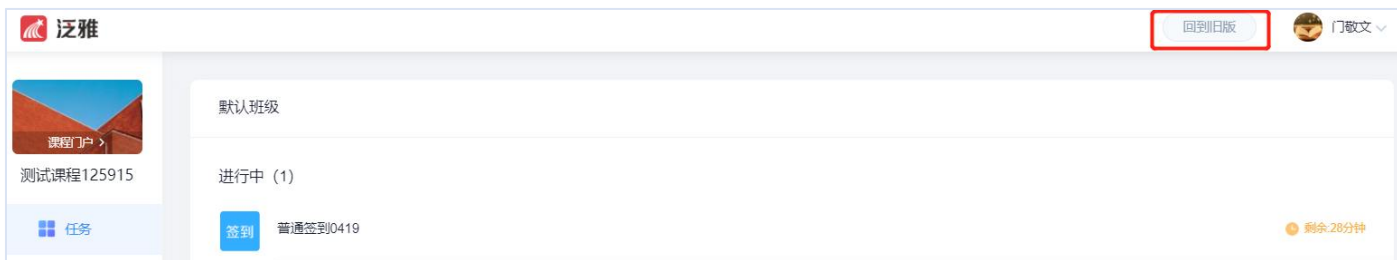 泛雅
回到旧版
门敬文
课程门户 >
测试课程125915
任务
默认班级
进行中（1）
签到
普通签到0419
剩余:28分钟